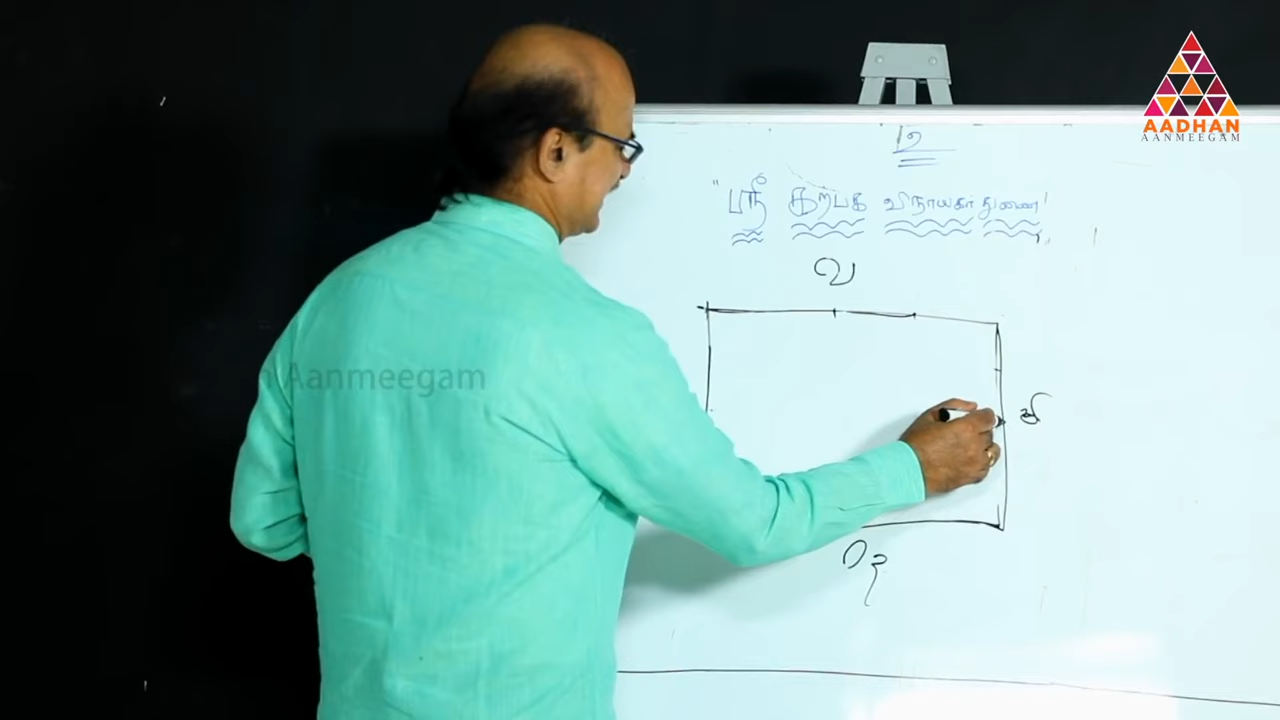 உ
"ஸ்ரீ கற்பக விநாயகர் துணை"
வ
கி
தெ
AADHAN
AANMEEGAM
Aanmeegam